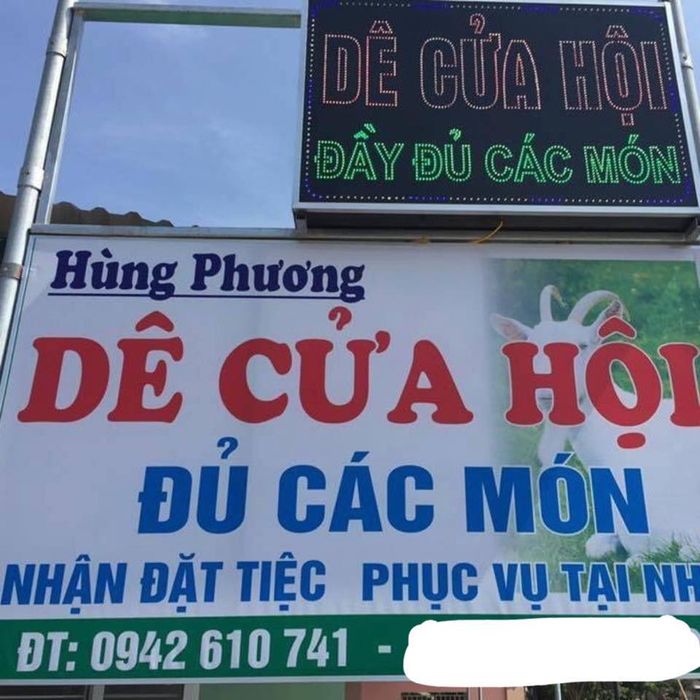 DÊ CỬA HỘI
ĐẦY ĐỦ CÁC MÓN
Hùng Phương
DÊ CỬA HỘI
ĐỦ CÁC MÓN
NHẬN ĐẶT TIỆC PHỤC VỤ TẠI NH
ĐT: 0942 610 741 -